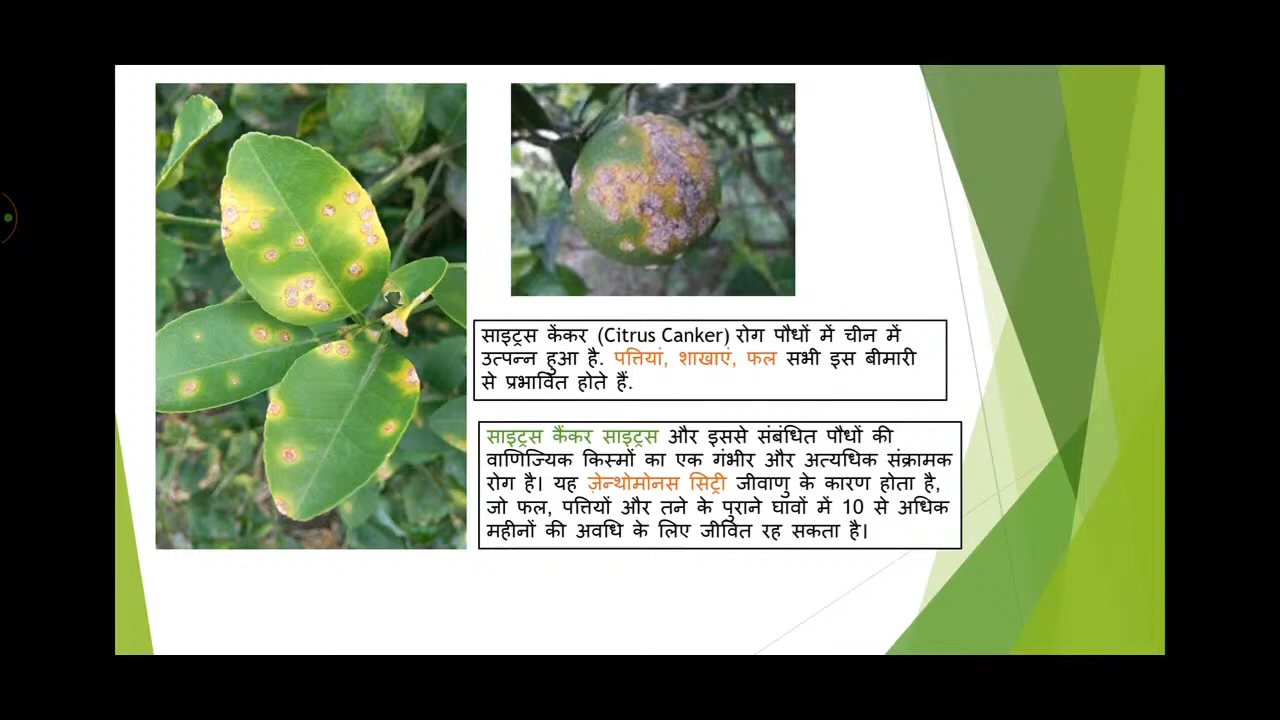 साइट्रस केंकर (Citrus Canker) रोग पौधों में चीन में
उत्पन्न हुआ है. पत्तियां, शाखाएं, फल सभी इस बीमारी
से प्रभावित होते हैं.
साइट्रस कैंकर साइट्रस और इससे संबंधित पौधों की
वाणिज्यिक किस्मों का एक गंभीर और अत्यधिक संक्रामक
रोग है। यह ज़ेन्थोमोनस सिट्री जीवाणु के कारण होता है,
जो फल, पत्तियों और तने के पुराने घावों में 10 से अधिक
महीनों की अवधि के लिए जीवित रह सकता है।